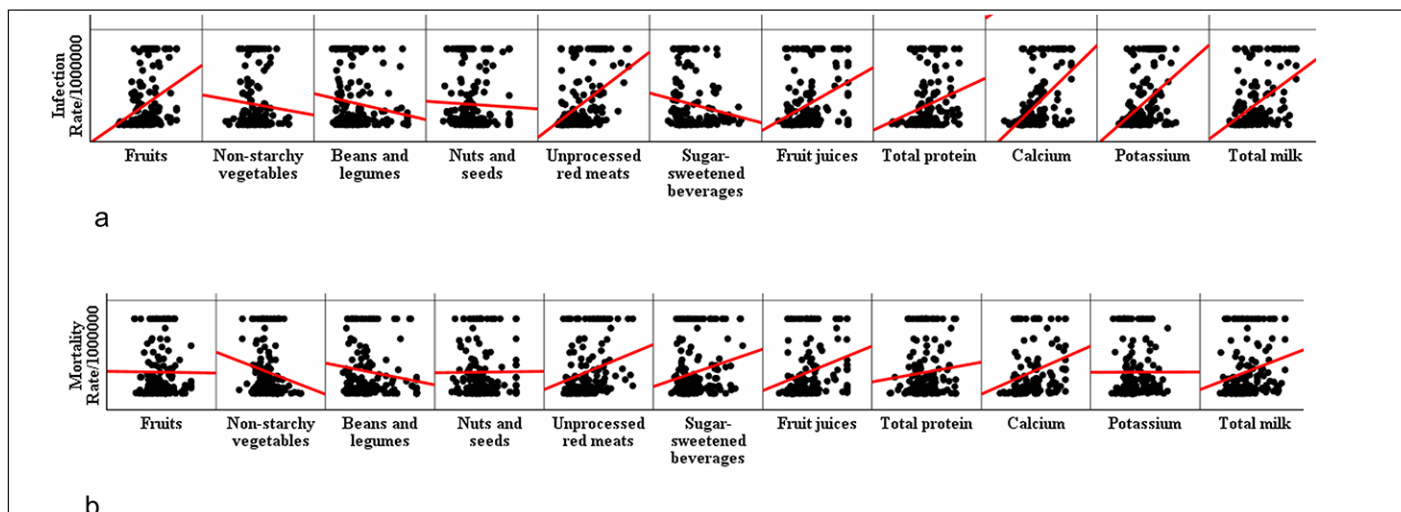 Infection
Rate/1000000
Fruits
Non-starchy
vegetables
Beans and
legumes
Nuts and
seeds
Unprocessed
red meats
Sugar-
sweetened
beverages
Fruit juices
Total protein
Calcium
Potassium
Total milk
a
Mortality
Rate/1000000
Fruits
Non-starchy
vegetables
Beans and
legumes
Nuts and
seeds
Unprocessed
red meats
Sugar-
sweetened
beverages
Fruit juices
Total protein
Calcium
Potassium
Total milk
b